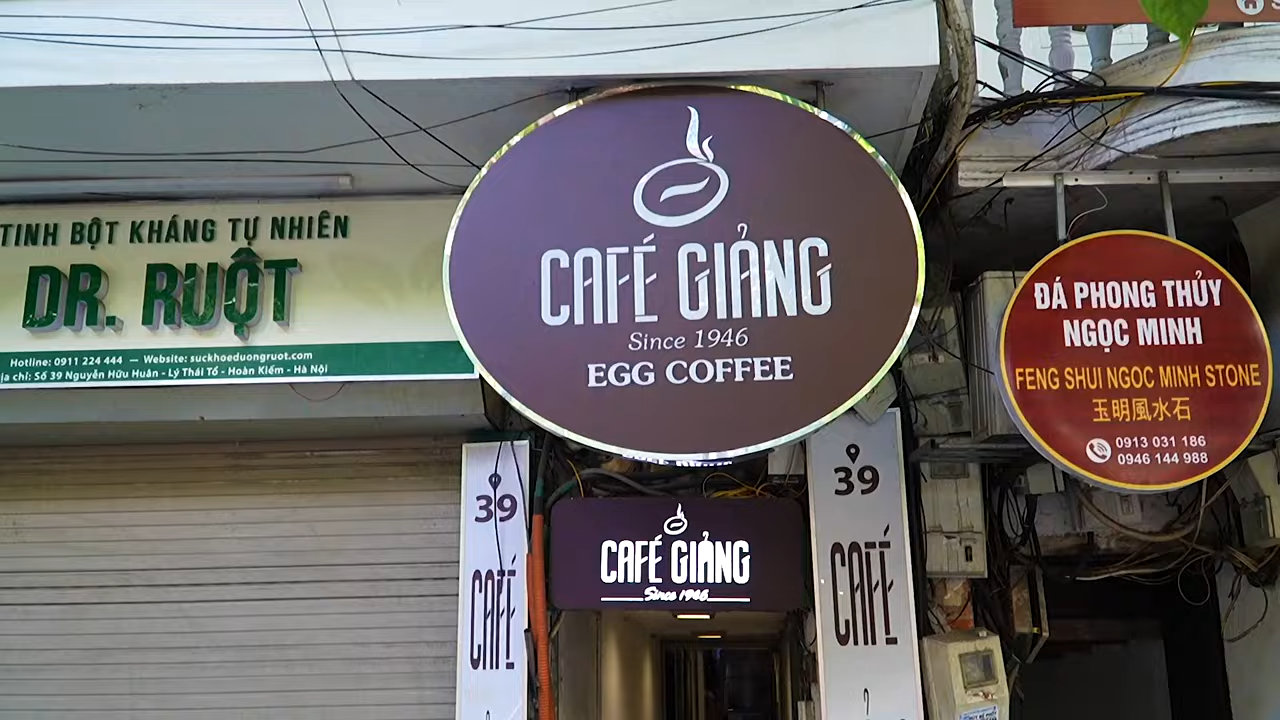 TINH BỘT KHÁNG TỰ NHIÊN
DR. RUỘT
Hotline: 0911 224 444 — Website: suckhoeduongruot.com
chỉ: Số 39 Nguyễn Hữu Huân - Lý Thái Tổ - Hoàn Kiếm - Hà Nội
CAFÉ GIẢNG
Since 1946
EGG COFFEE
ĐÁ PHONG THỦY
NGỌC MINH
FENG SHUI NGOC MINH STONE
玉明風水石
0913 031 186
0946 144 988
39
CAFÉ
CAFÉ GIẢNG
Since 1946
39
CAFÉ